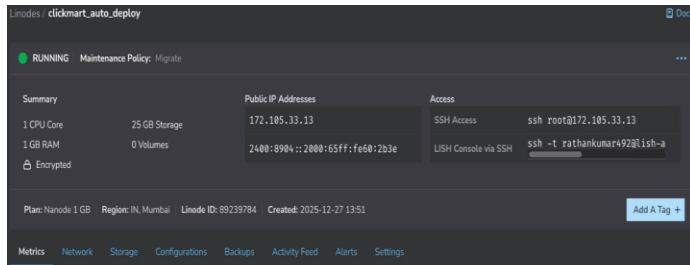 Linodes / clickmart_auto_deploy
Doc
RUNNING Maintenance Policy: Migrate
...
Summary Public IP Addresses Access
1 CPU Core 25 GB Storage 172.105.33.13 SSH Access ssh root@172.105.33.13
1 GB RAM 0 Volumes 2400:8904::2000:65ff:fe60:2b3e LISH Console via SSH ssh -t rathankumar492@lish-a
Encrypted
Plan: Nanode 1 GB Region: IN, Mumbai Linode ID: 89239784 Created: 2025-12-27 13:51 Add A Tag +
Metrics Network Storage Configurations Backups Activity Feed Alerts Settings